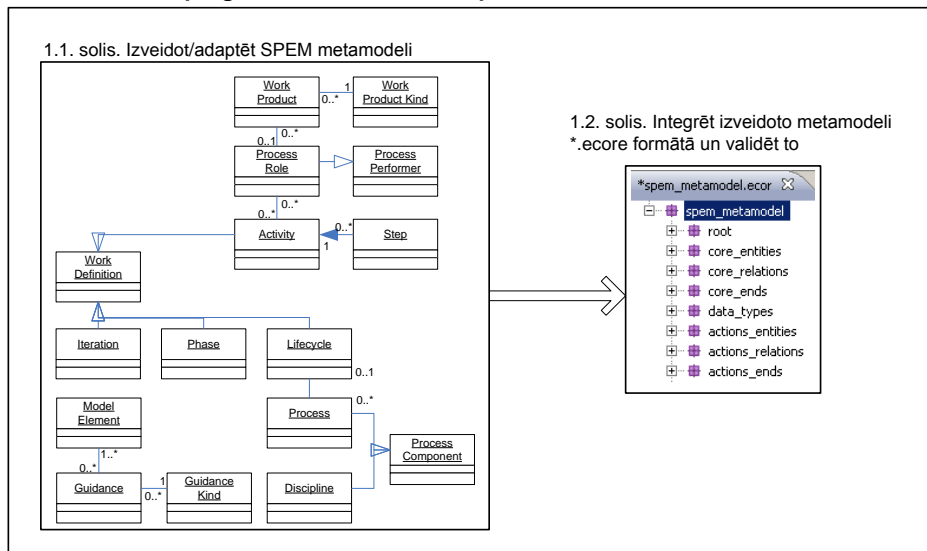 1.1. solis. Izveidot/adaptēt SPEM metamodeli
Work
Product
1
0..*
Work
Product Kind
0..1
0..*
Process
Role
Process
Performer
0..*
0..*
Activity
0..*
1
Step
Work
Definition
Iteration
Phase
Lifecycle
0..1
0..*
Model
Element
Process
Process
Component
1..*
0..*
Guidance
1
0..*
Guidance
Kind
Discipline
1.2. solis. Integrēt izveidoto metamodeli
*.ecore formātā un validēt to
*spem_metamodel.ecor
spem_metamodel
root
core_entities
core_relations
core_ends
data_types
actions_entities
actions_relations
actions_ends